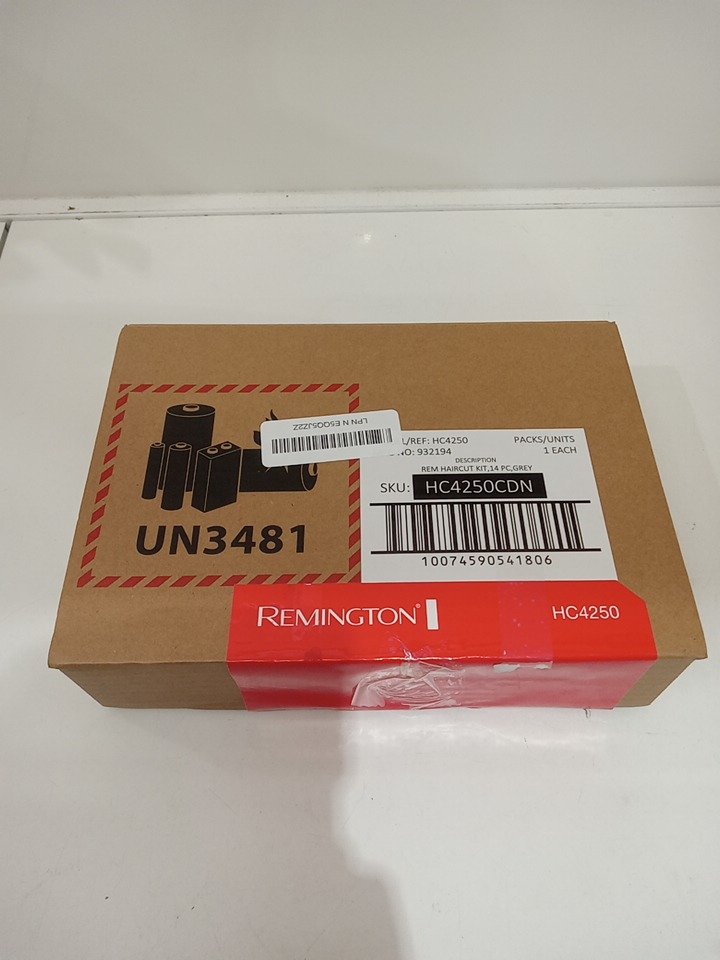 LPN N E5QQ5JZ2Z
L/REF: HC4250
PACKS/UNITS
NO: 932194
1 EACH
DESCRIPTION
REM HAIRCUT KIT,14 PC,GREY
SKU: HC4250CDN
10074590541806
UN3481
REMINGTON®
HC4250